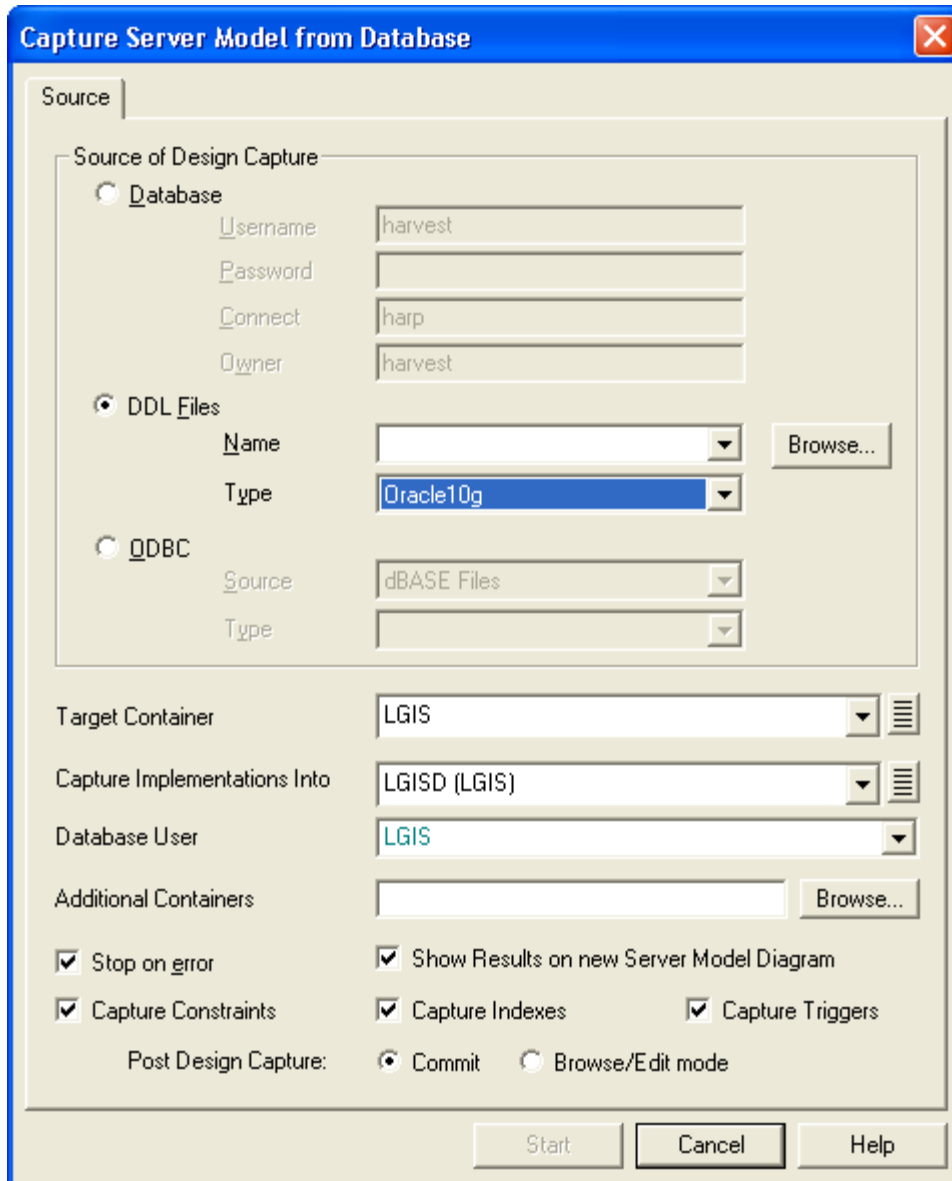 Capture Server Model from Database
Source
Source of Design Capture
Database
Username harvest
Password
Connect harp
Owner harvest
DDL Files
Name Browse...
Type Oracle10g
ODBC
Source dBASE Files
Type
Target Container LGIS
Capture Implementations Into LGISD (LGIS)
Database User LGIS
Additional Containers Browse...
Stop on error Show Results on new Server Model Diagram
Capture Constraints Capture Indexes Capture Triggers
Post Design Capture: Commit Browse/Edit mode
Start Cancel Help